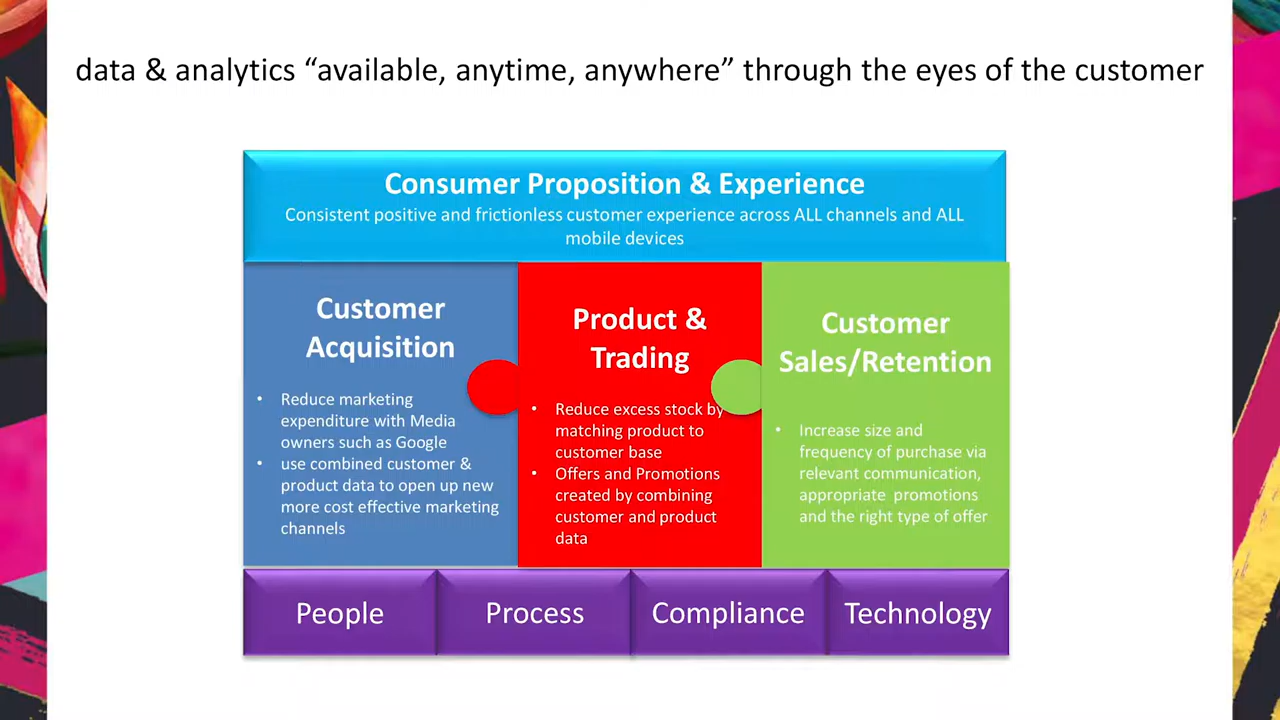 data & analytics “available, anytime, anywhere” through the eyes of the customer
Consumer Proposition & Experience
Consistent positive and frictionless customer experience across ALL channels and ALL
mobile devices
Customer
Acquisition
• Reduce marketing
expenditure with Media
owners such as Google
• use combined customer &
product data to open up new
more cost effective marketing
channels
Product &
Trading
• Reduce excess stock by
matching product to
customer base
• Offers and Promotions
created by combining
customer and product
data
Customer
Sales/Retention
• Increase size and
frequency of purchase via
relevant communication,
appropriate promotions
and the right type of offer
People
Process
Compliance
Technology